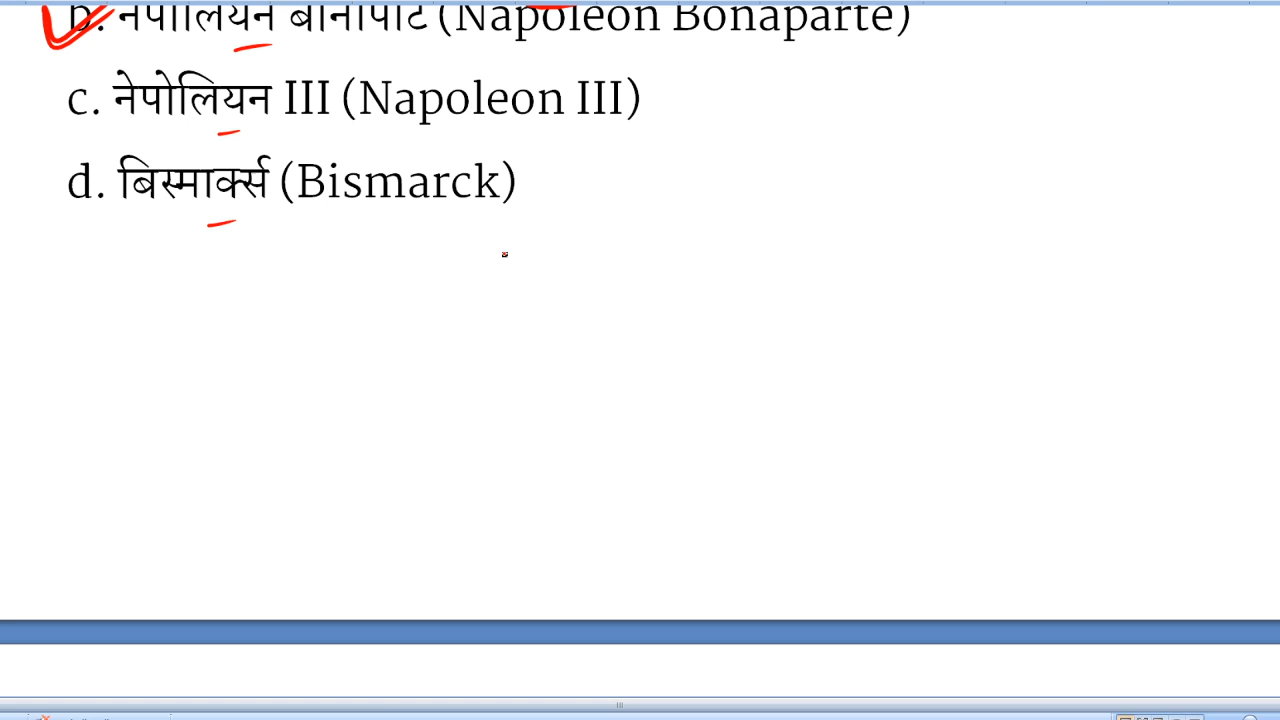 b. नेपोलियन बोनापार्ट (Napoleon Bonaparte)
c. नेपोलियन III (Napoleon III)
d. बिस्मार्क्स (Bismarck)